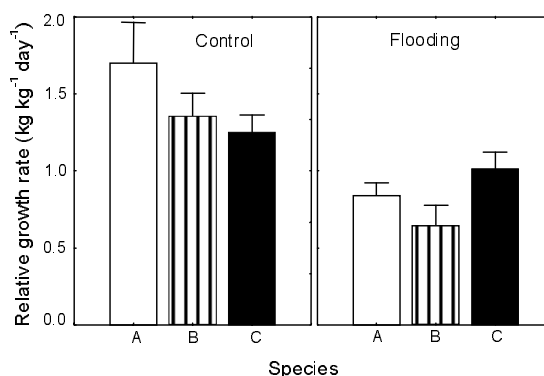 Relative growth rate (kg kg⁻¹ day⁻¹)
2.0
1.5
1.0
0.5
0.0
Control
Flooding
A B C
A B C
Species